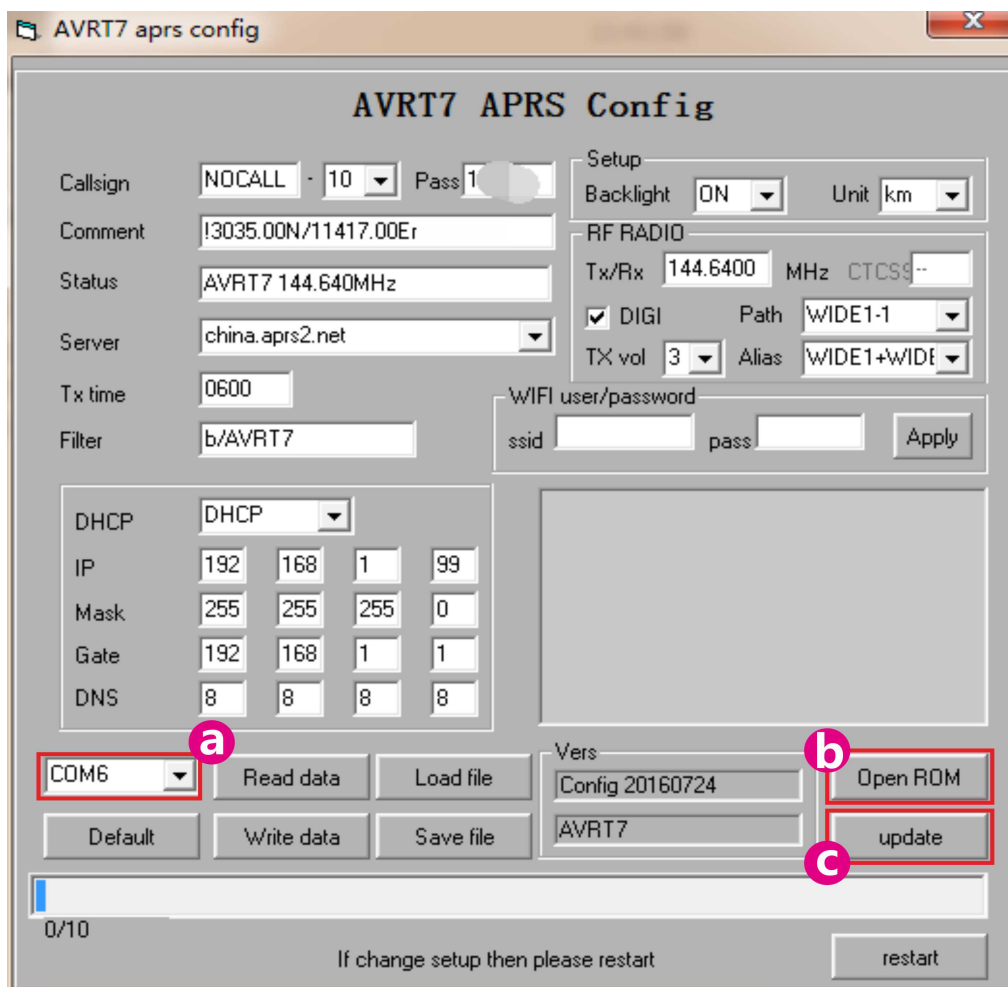 AVRT7 aprs config
AVRT7 APRS Config
Callsign NOCALL - 10 Pass 1
Comment !3035.00N/11417.00Er
Status AVRT7 144.640MHz
Server china.aprs2.net
Tx time 0600
Filter b/AVRT7
Setup
Backlight ON Unit km
RF RADIO
Tx/Rx 144.6400 MHz CTCSS --
DIGI Path WIDE1-1
TX vol 3 Alias WIDE1+WIDE
WIFI user/password
ssid pass Apply
DHCP DHCP
IP 192 168 1 99
Mask 255 255 255 0
Gate 192 168 1 1
DNS 8 8 8 8
a
COM6 Read data Load file
Default Write data Save file
Vers
Config 20160724
AVRT7
b
Open ROM
c
update
0/10
If change setup then please restart restart